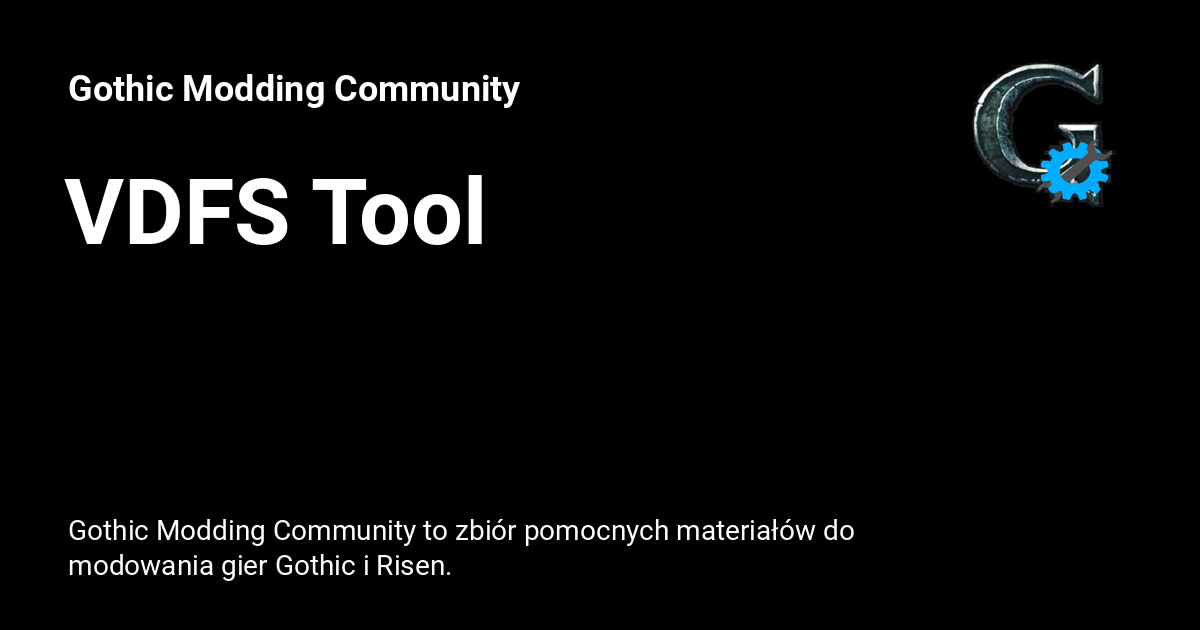 Gothic Modding Community
VDFS Tool
Gothic Modding Community to zbiór pomocnych materiałów do
modowania gier Gothic i Risen.